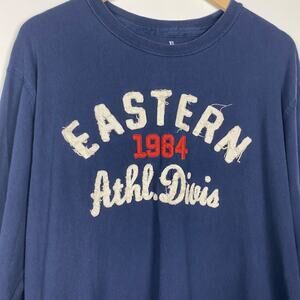 EASTERN
1984
Athl. Divis